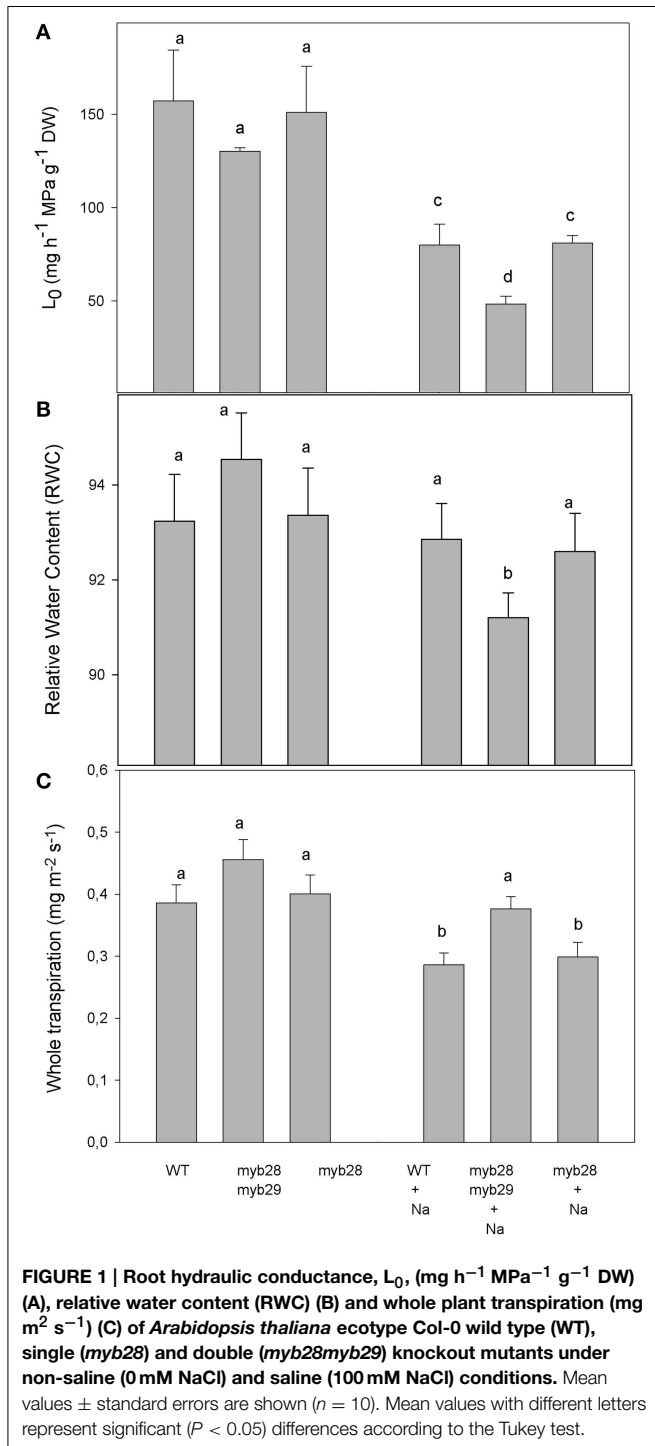 A
a
a
a
c
d
c
150
100
50
L₀ (mg h⁻¹ MPa g⁻¹ DW)
B
a
a
a
a
b
a
94
92
90
Relative Water Content (RWC)
C
0,6
0,5
0,4
0,3
0,2
0,1
0,0
a
a
a
b
a
b
Whole transpiration (mg m⁻² s⁻¹)
WT
myb28
myb29
myb28
WT
+
Na
myb28
myb29
+
Na
myb28
+
Na
FIGURE 1 | Root hydraulic conductance, L₀, (mg h⁻¹ MPa⁻¹ g⁻¹ DW)
(A), relative water content (RWC) (B) and whole plant transpiration (mg
m² s⁻¹) (C) of Arabidopsis thaliana ecotype Col-0 wild type (WT),
single (myb28) and double (myb28myb29) knockout mutants under
non-saline (0 mM NaCl) and saline (100 mM NaCl) conditions. Mean
values ± standard errors are shown (n = 10). Mean values with different letters
represent significant (P < 0.05) differences according to the Tukey test.